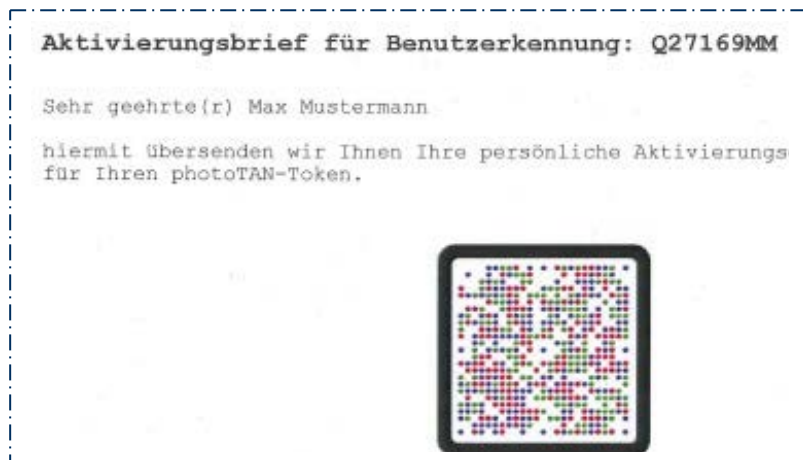 Aktivierungsbrief für Benutzerkennung: Q27169MM
Sehr geehrte(r) Max Mustermann
hiermit übersenden wir Ihnen Ihre persönliche Aktivierungs
für Ihren photoTAN-Token.